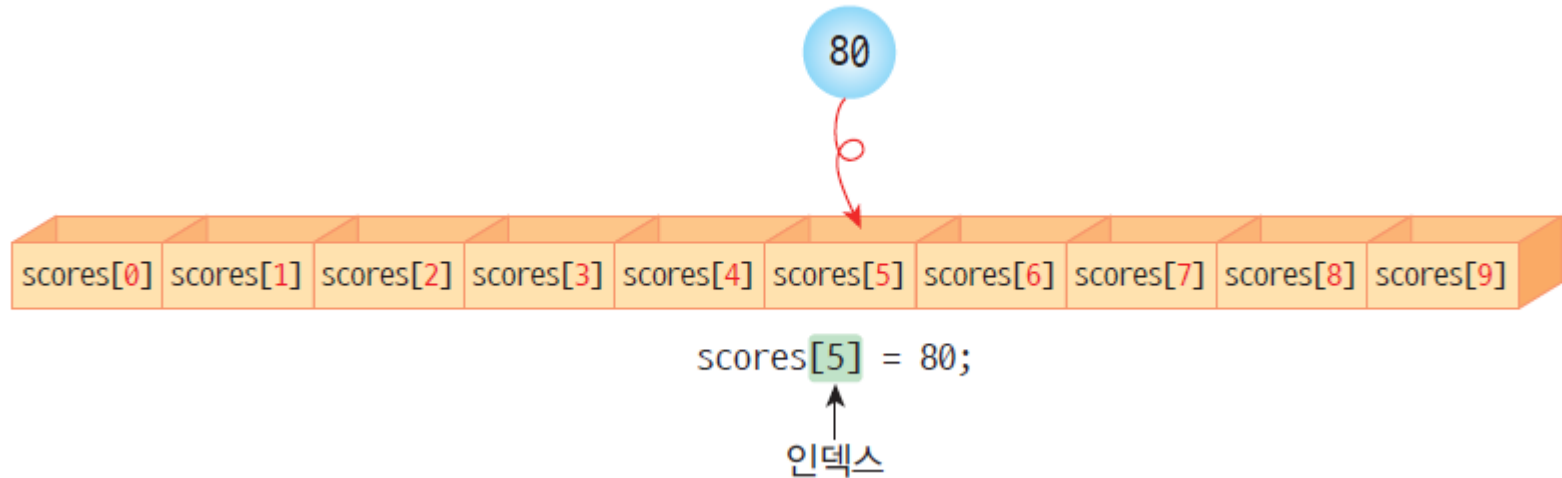 80
scores[0] scores[1] scores[2] scores[3] scores[4] scores[5] scores[6] scores[7] scores[8] scores[9]
scores[5] = 80;
인덱스